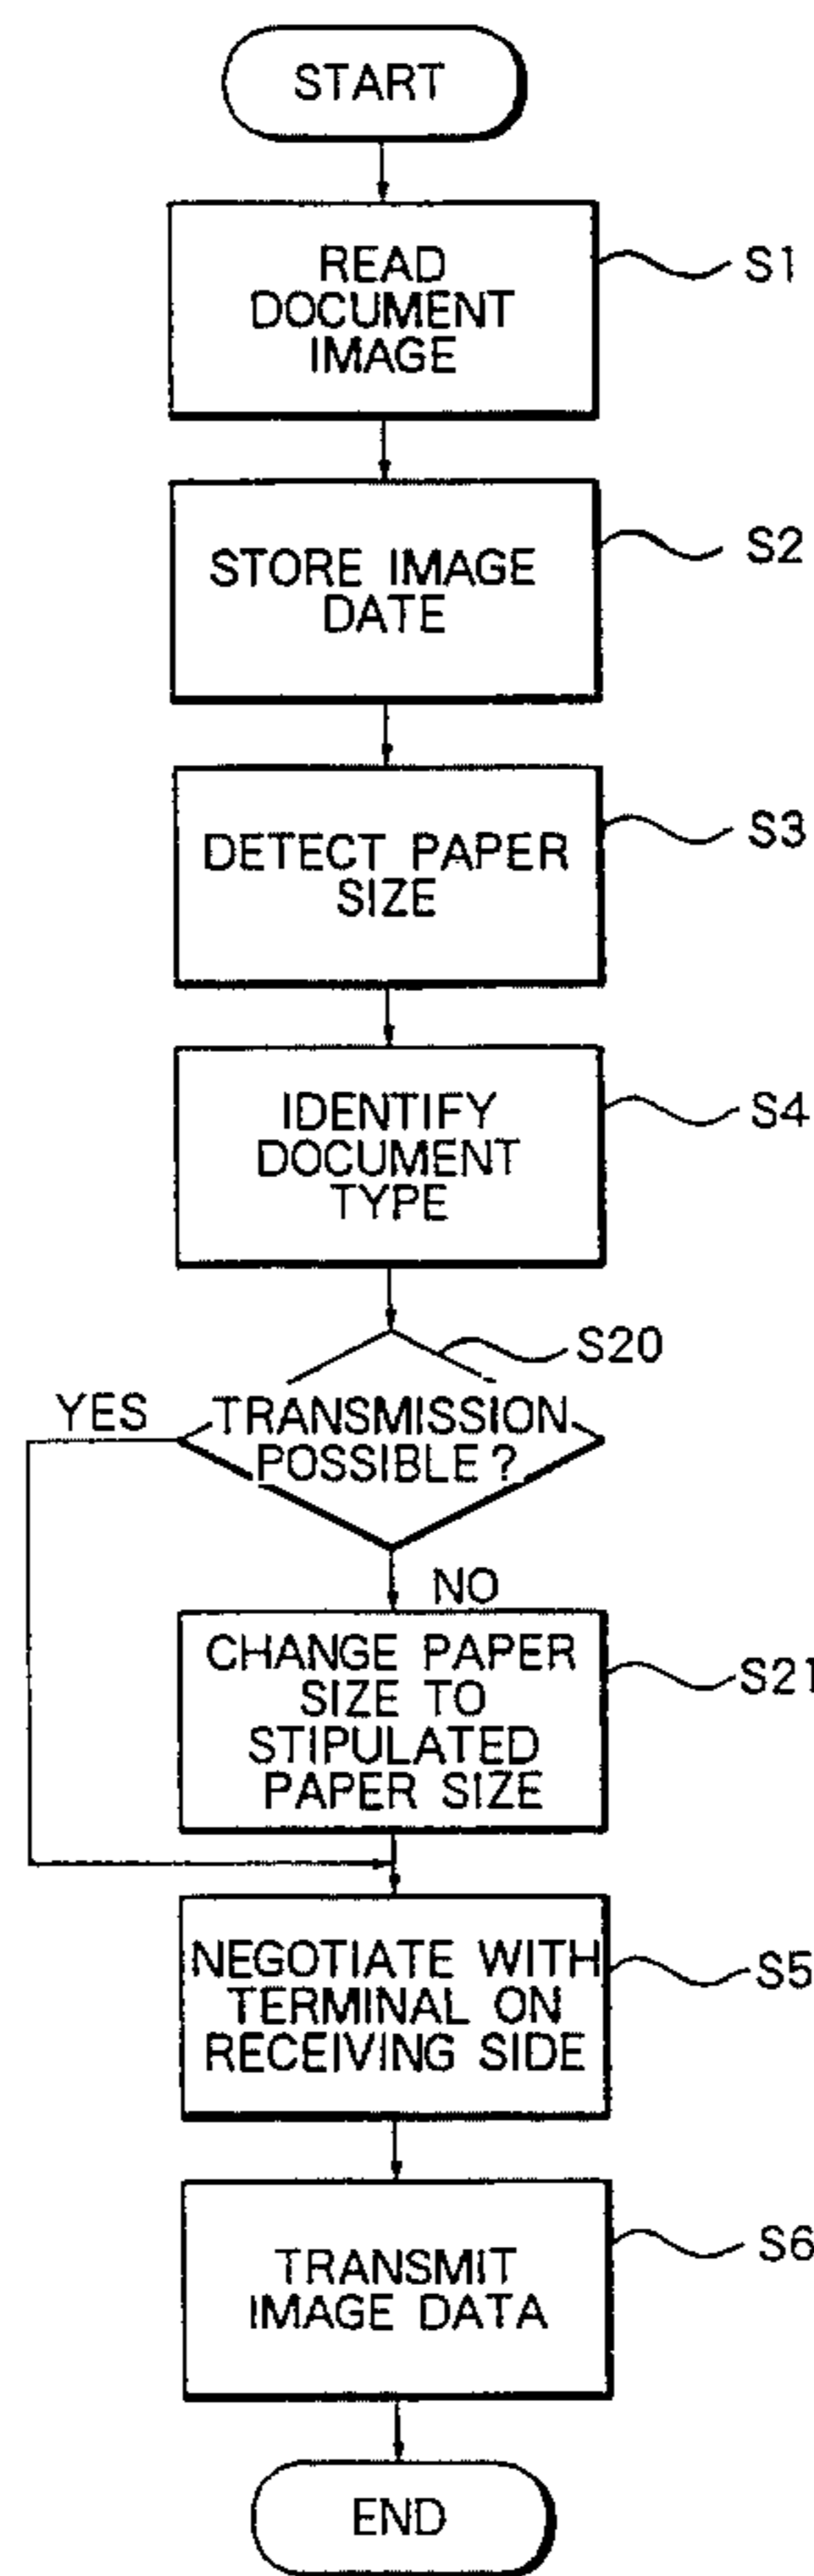 START
READ
DOCUMENT
IMAGE
S1
STORE IMAGE
DATE
S2
DETECT PAPER
SIZE
S3
IDENTIFY
DOCUMENT
TYPE
S4
S20
YES
TRANSMISSION
POSSIBLE?
NO
CHANGE PAPER
SIZE TO
STIPULATED
PAPER SIZE
S21
NEGOTIATE WITH
TERMINAL ON
RECEIVING SIDE
S5
TRANSMIT
IMAGE DATA
S6
END